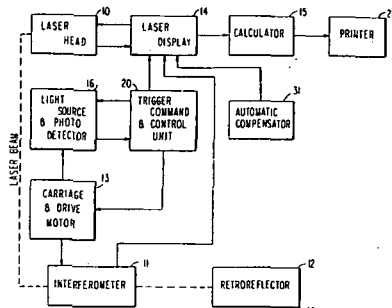 10
LASER
HEAD
14
LASER
DISPLAY
15
CALCULATOR
PRINTER
16
LIGHT
SOURCE
& PHOTO
DETECTOR
20
TRIGGER
COMMAND
& CONTROL
UNIT
AUTOMATIC
COMPENSATOR
31
LASER BEAM
13
CARRIAGE
& DRIVE
MOTOR
11
INTERFEROMETER
12
RETROREFLECTOR